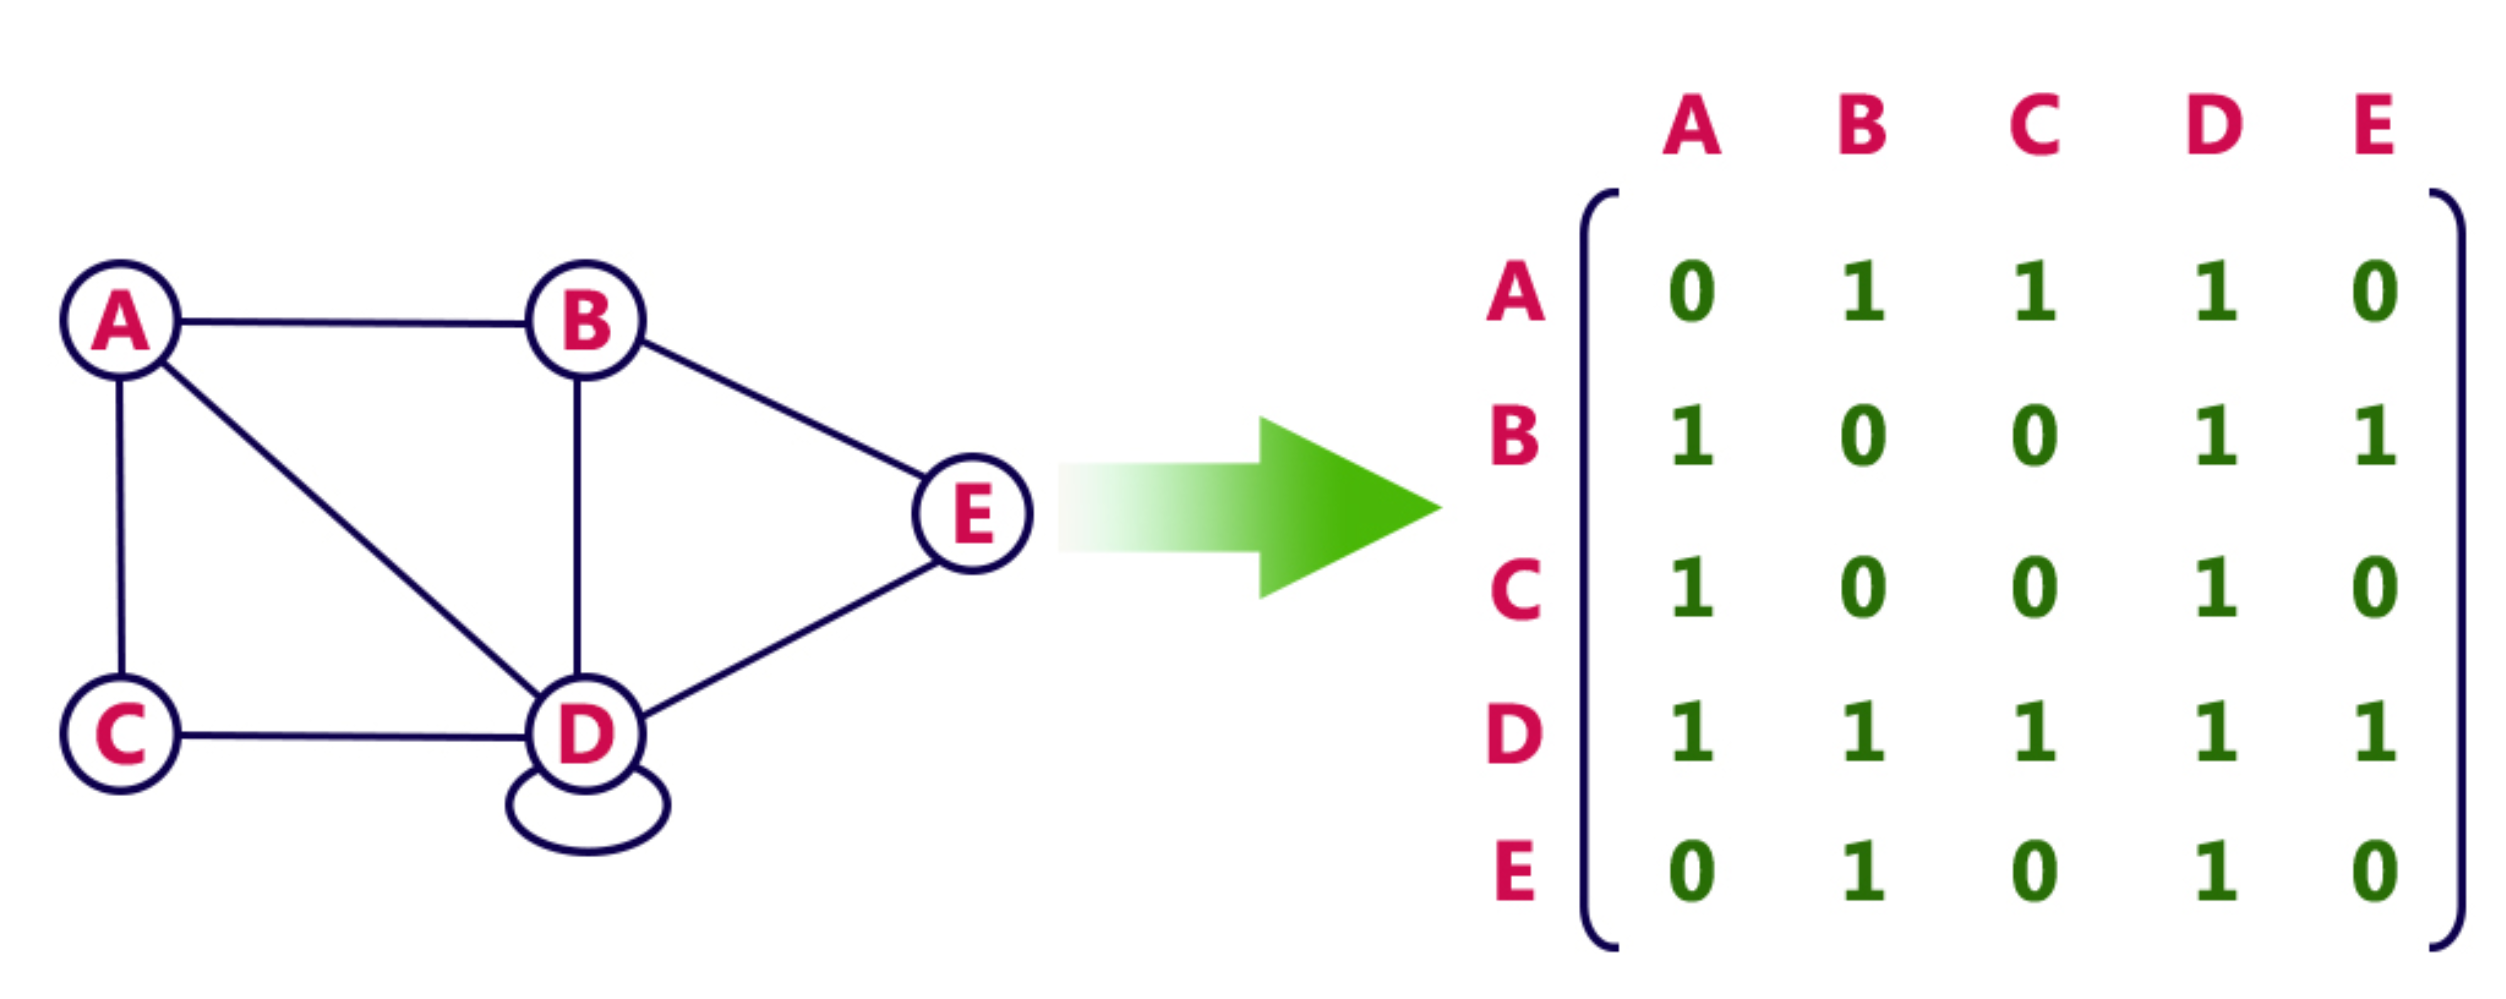 A B
E
C D
A B C D E
A 0 1 1 1 0
B 1 0 0 1 1
C 1 0 0 1 0
D 1 1 1 1 1
E 0 1 0 1 0